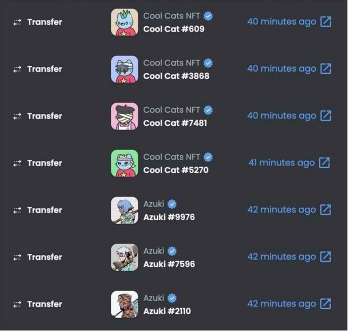 Transfer
Cool Cats NFT
Cool Cat #609
40 minutes ago
Transfer
Cool Cats NFT
Cool Cat #3868
40 minutes ago
Transfer
Cool Cats NFT
Cool Cat #7481
40 minutes ago
Transfer
Cool Cats NFT
Cool Cat #5270
41 minutes ago
Transfer
Azuki
Azuki #9976
42 minutes ago
Transfer
Azuki
Azuki #7596
42 minutes ago
Transfer
Azuki
Azuki #2110
42 minutes ago